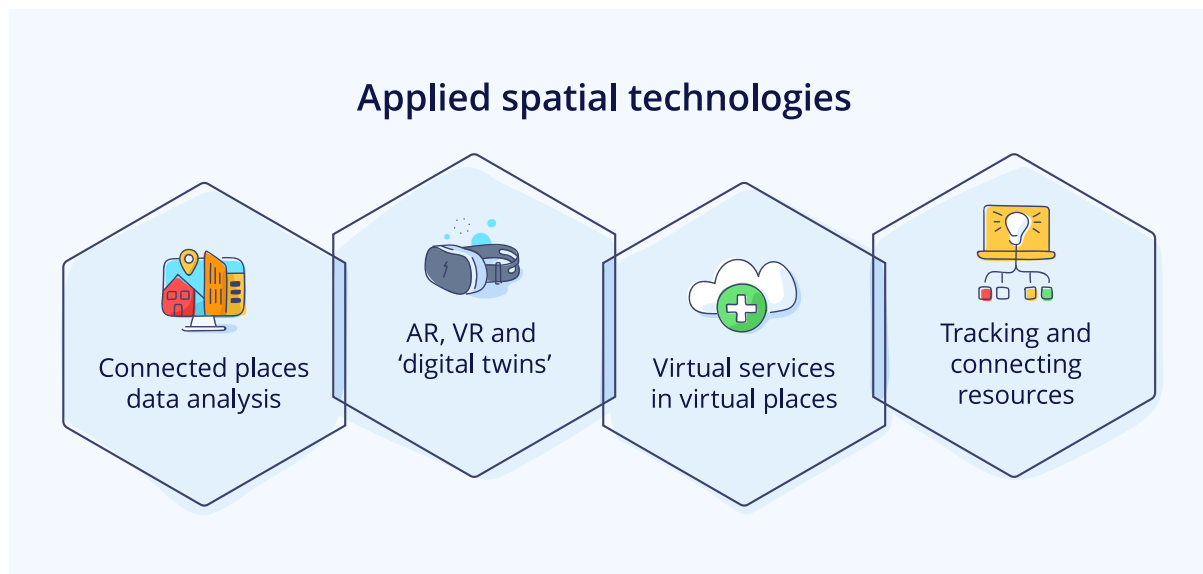 Applied spatial technologies
Connected places
data analysis
AR, VR and
‘digital twins’
Virtual services
in virtual places
Tracking and
connecting
resources